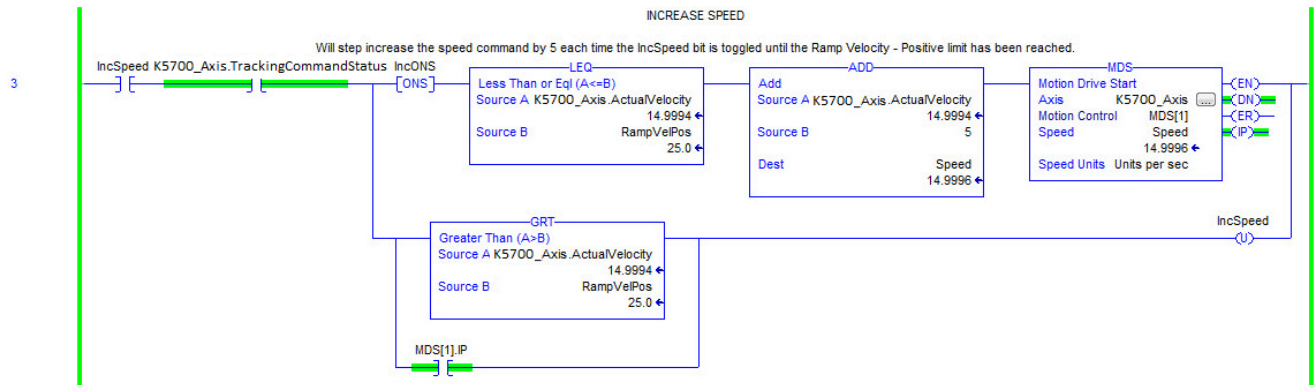 INCREASE SPEED
Will step increase the speed command by 5 each time the IncSpeed bit is toggled until the Ramp Velocity - Positive limit has been reached.
3
IncSpeed K5700_Axis.TrackingCommandStatus IncONS
ONS
LEQ
Less Than or Eql (A<=B)
Source A K5700_Axis.ActualVelocity
14.9994
Source B RampVelPos
25.0
ADD
Add
Source A K5700_Axis.ActualVelocity
14.9994
Source B 5
Dest Speed
14.9996
MDS
Motion Drive Start
Axis K5700_Axis ...
Motion Control MDS[1]
Speed Speed
14.9996
Speed Units Units per sec
EN
DN
ER
IP
GRT
Greater Than (A>B)
Source A K5700_Axis.ActualVelocity
14.9994
Source B RampVelPos
25.0
IncSpeed
U
MDS[1].IP